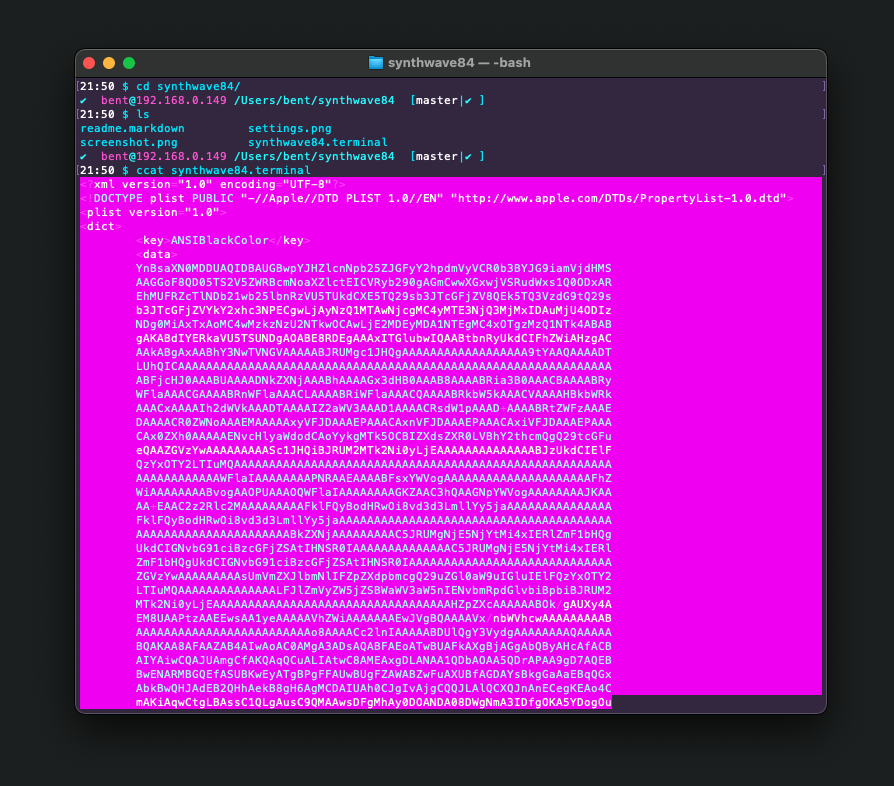 synthwave84 — -bash
[21:50 $ cd synthwave84/ ]
✔ bent@192.168.0.149 /Users/bent/synthwave84 [master|✔ ]
[21:50 $ ls ]
readme.markdown settings.png
screenshot.png synthwave84.terminal
✔ bent@192.168.0.149 /Users/bent/synthwave84 [master|✔ ]
[21:50 $ ccat synthwave84.terminal ]
<?xml version="1.0" encoding="UTF-8"?>
<!DOCTYPE plist PUBLIC "-//Apple//DTD PLIST 1.0//EN" "http://www.apple.com/DTDs/PropertyList-1.0.dtd">
<plist version="1.0">
<dict>
<key>ANSIBlackColor</key>
<data>
YnBsaXN0MDDUAQIDBAUGBwpYJHZlcnNpb25ZJGFyY2hpdmVyVCR0b3BYJG9iamVjdHMS
AAGGoF8QD05TS2V5ZWRBcmNoaXZlctEICVRyb290gAGmCwwXGxwjVSRudWxs1Q0ODxAR
EhMUFRZcTlNDb21wb25lbnRzVU5TUkdCXE5TQ29sb3JTcGFjZV8QEk5TQ3VzdG9tQ29s
b3JTcGFjZVYkY2xhc3NPECgwLjAyNzQ1MTAwNjcgMC4yMTE3NjQ3MjMxIDAuMjU4ODIz
NDg0MiAxTxAoMC4wMzkzNzU2NTkwOCAwLjE2MDEyMDA1NTEgMC4xOTgzMzQ1NTk4ABAB
gAKABdIYERkaVU5TSUNDgAOABE8RDEgAAAxITGlubwIQAABtbnRyUkdCIFhZWiAHzgAC
AAkABgAxAABhY3NwTVNGVAAAAABJRUMgc1JHQgAAAAAAAAAAAAAAAAAA9tYAAQAAAADT
LUhQICAAAAAAAAAAAAAAAAAAAAAAAAAAAAAAAAAAAAAAAAAAAAAAAAAAAAAAAAAAAAAA
ABFjcHJ0AAABUAAAADNkZXNjAAABhAAAAGx3dHB0AAAB8AAAABRia3B0AAACBAAAABRy
WFlaAAACGAAAABRnWFlaAAACLAAAABRiWFlaAAACQAAAABRkbW5kAAACVAAAAHBkbWRk
AAACxAAAAIh2dWVkAAADTAAAAIZ2aWV3AAAD1AAAACRsdW1pAAAD+AAAABRtZWFzAAAE
DAAAACR0ZWNoAAAEMAAAAAxyVFJDAAAEPAAACAxnVFJDAAAEPAAACAxiVFJDAAAEPAAA
CAx0ZXh0AAAAAENvcHlyaWdodCAoYykgMTk5OCBIZXdsZXR0LVBhY2thcmQgQ29tcGFu
eQAAZGVzYwAAAAAAAAASc1JHQiBJRUM2MTk2Ni0yLjEAAAAAAAAAAAAAABJzUkdCIElF
QzYxOTY2LTIuMQAAAAAAAAAAAAAAAAAAAAAAAAAAAAAAAAAAAAAAAAAAAAAAAAAAAAAA
AAAAAAAAAAAAWFlaIAAAAAAAAPNRAAEAAAABFsxYWVogAAAAAAAAAAAAAAAAAAAAAFhZ
WiAAAAAAAABvogAAOPUAAAOQWFlaIAAAAAAAAGKZAAC3hQAAGNpYWVogAAAAAAAAJKAA
AA+EAAC2z2Rlc2MAAAAAAAAAFklFQyBodHRwOi8vd3d3LmllYy5jaAAAAAAAAAAAAAAA
FklFQyBodHRwOi8vd3d3LmllYy5jaAAAAAAAAAAAAAAAAAAAAAAAAAAAAAAAAAAAAAAA
AAAAAAAAAAAAAAAAAAAAAABkZXNjAAAAAAAAAC5JRUMgNjE5NjYtMi4xIERlZmF1bHQg
UkdCIGNvbG91ciBzcGFjZSAtIHNSR0IAAAAAAAAAAAAAAC5JRUMgNjE5NjYtMi4xIERl
ZmF1bHQgUkdCIGNvbG91ciBzcGFjZSAtIHNSR0IAAAAAAAAAAAAAAAAAAAAAAAAAAAAA
ZGVzYwAAAAAAAAAsUmVmZXJlbmNlIFZpZXdpbmcgQ29uZGl0aW9uIGluIElFQzYxOTY2
LTIuMQAAAAAAAAAAAAAALFJlZmVyZW5jZSBWaWV3aW5nIENvbmRpdGlvbiBpbiBJRUM2
MTk2Ni0yLjEAAAAAAAAAAAAAAAAAAAAAAAAAAAAAAAAAAHZpZXcAAAAAABOk/gAUXy4A
EM8UAAPtzAAEEwsAA1yeAAAAAVhZWiAAAAAAAEwJVgBQAAAAVx/nbWVhcwAAAAAAAAAB
AAAAAAAAAAAAAAAAAAAAAAAAAo8AAAACc2lnIAAAAABDUlQgY3VydgAAAAAAAAQAAAAA
BQAKAA8AFAAZAB4AIwAoAC0AMgA3ADsAQABFAEoATwBUAFkAXgBjAGgAbQByAHcAfACB
AIYAiwCQAJUAmgCfAKQAqQCuALIAtwC8AMEAxgDLANAA1QDbAOAA5QDrAPAA9gD7AQEB
BwENARMBGQEfASUBKwEyATgBPgFFAUwBUgFZAWABZwFuAXUBfAGDAYsBkgGaAaEBqQGx
AbkBwQHJAdEB2QHhAekB8gH6AgMCDAIUAh0CJgIvAjgCQQJLAlQCXQJnAnECegKEAo4C
mAKiAqwCtgLBAssC1QLgAusC9QMAAwsDFgMhAy0DOANDA08DWgNmA3IDfgOKA5YDogOu